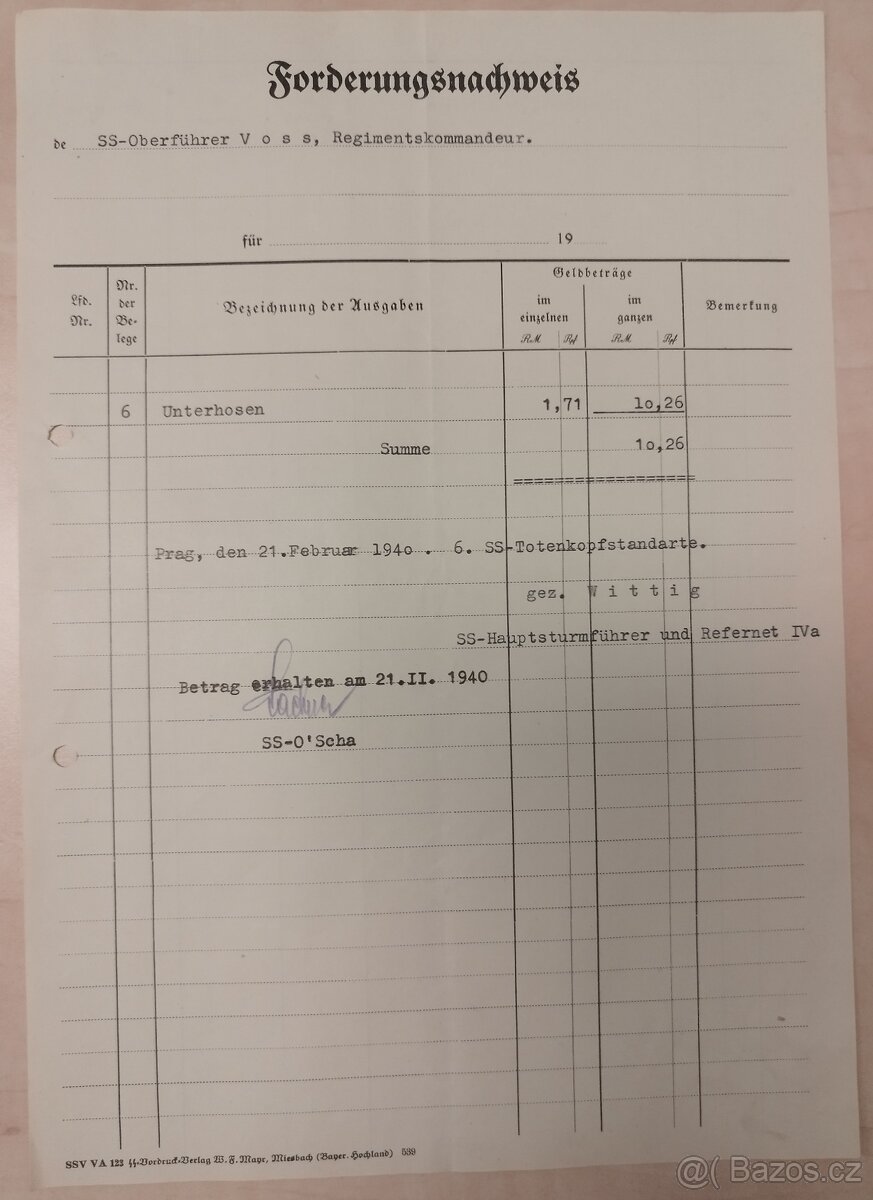 Forderungsnachweis
de SS-Oberführer V o s s, Regimentskommandeur.
für 19
Lfd. Nr.
Nr. der Be- lege
Bezeichnung der Ausgaben
Geldbeträge
im einzelnen
im ganzen
RM Rpf
RM Rpf
Bemerkung
6 Unterhosen 1,71 1o,26
Summe 1o,26
==================
Prag, den 21.Februar 194o . 6. SS-Totenkopfstandarte.
gez. W i t t i g
SS-Hauptsturmführer und Refernet IVa
Betrag erhalten am 21.II. 1940
SS-O'Scha
SSV VA 123 SS-Vordruck-Verlag W. F. Mayr, Miesbach (Bayer. Hochland) 539
@( Bazos.cz